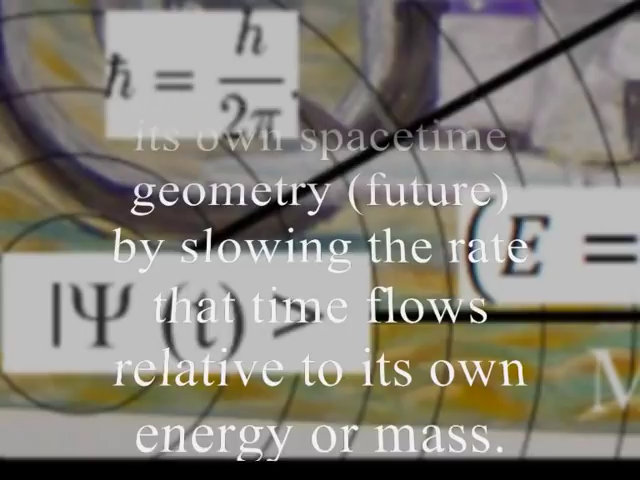 ħ = h / 2π.
its own spacetime
geometry (future)
by slowing the rate
(E =
that time flows
|Ψ (t) >
relative to its own
M
energy or mass.